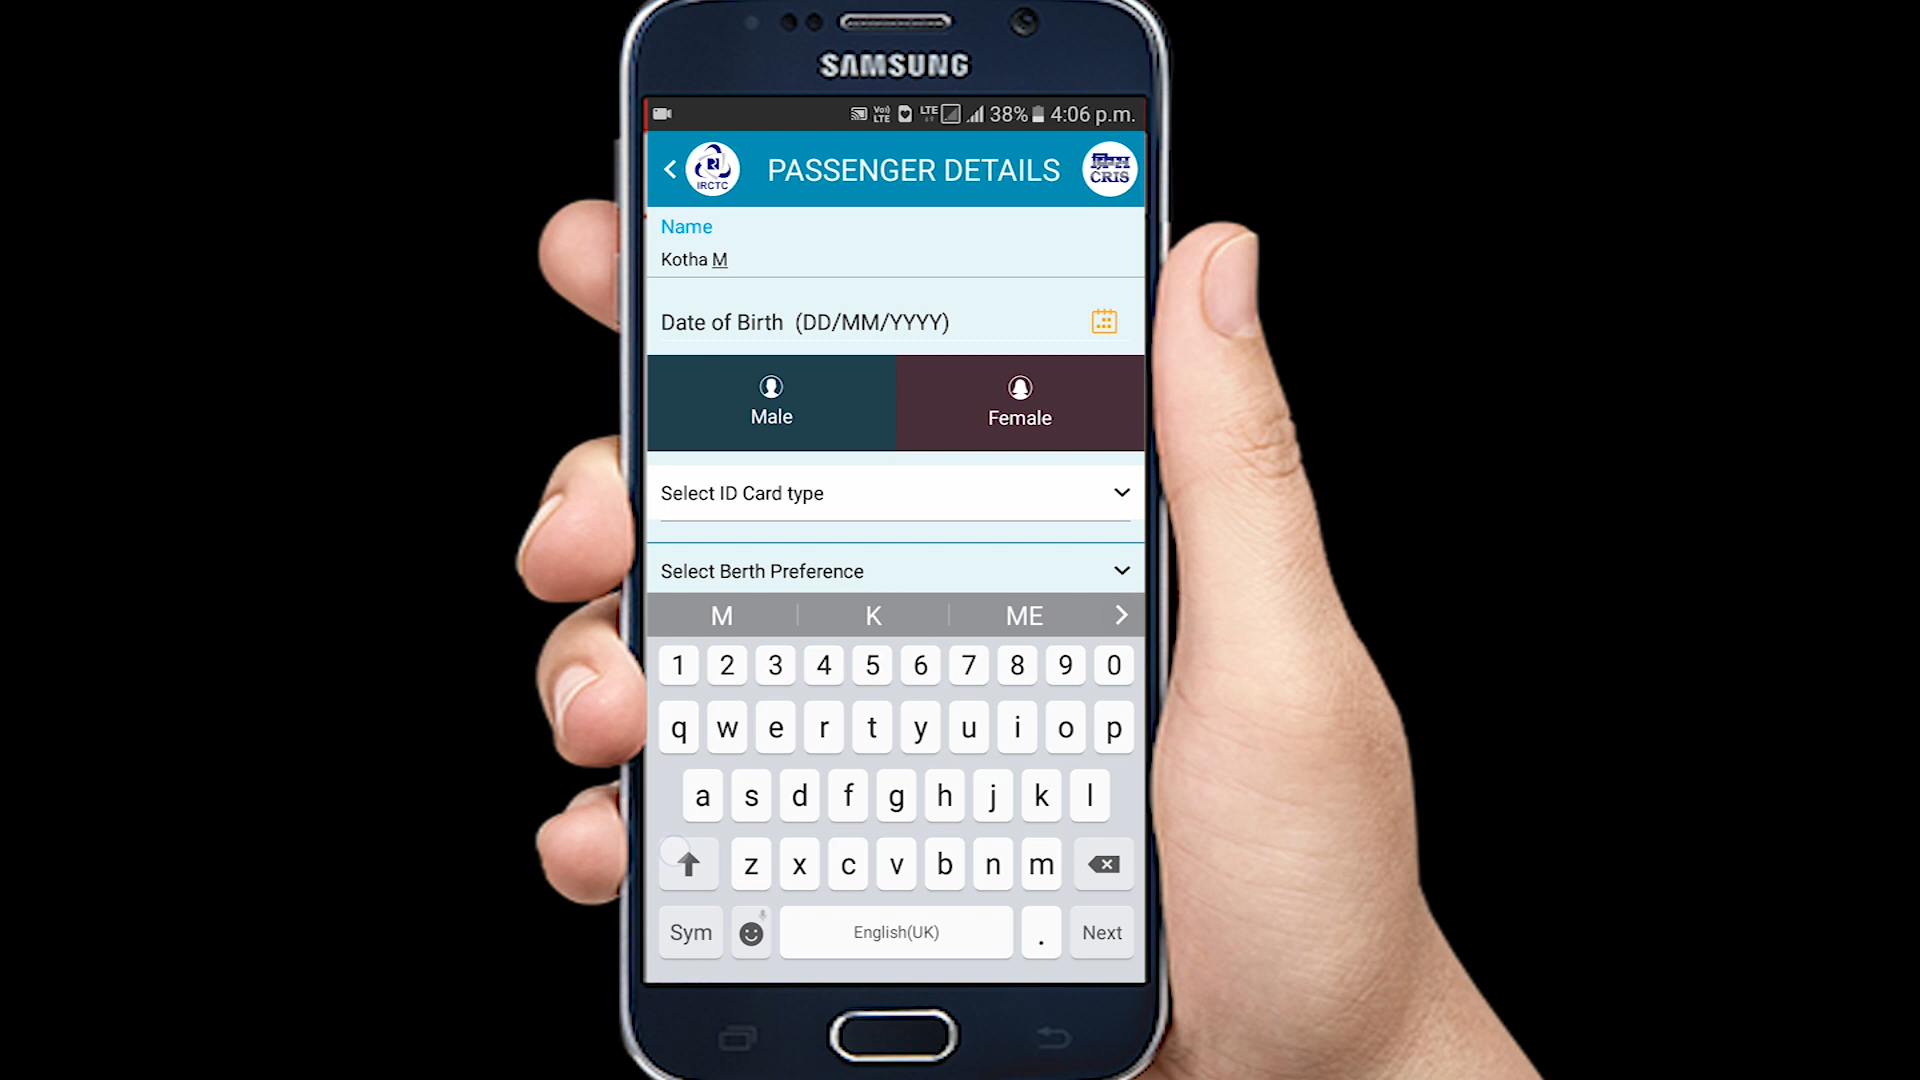 SAMSUNG
VoLTE LTE 38% 4:06 p.m.
IRCTC PASSENGER DETAILS CRIS
Name
Kotha M
Date of Birth (DD/MM/YYYY)
Male Female
Select ID Card type
Select Berth Preference
M K ME
1 2 3 4 5 6 7 8 9 0
q w e r t y u i o p
a s d f g h j k l
z x c v b n m
Sym English(UK) . Next